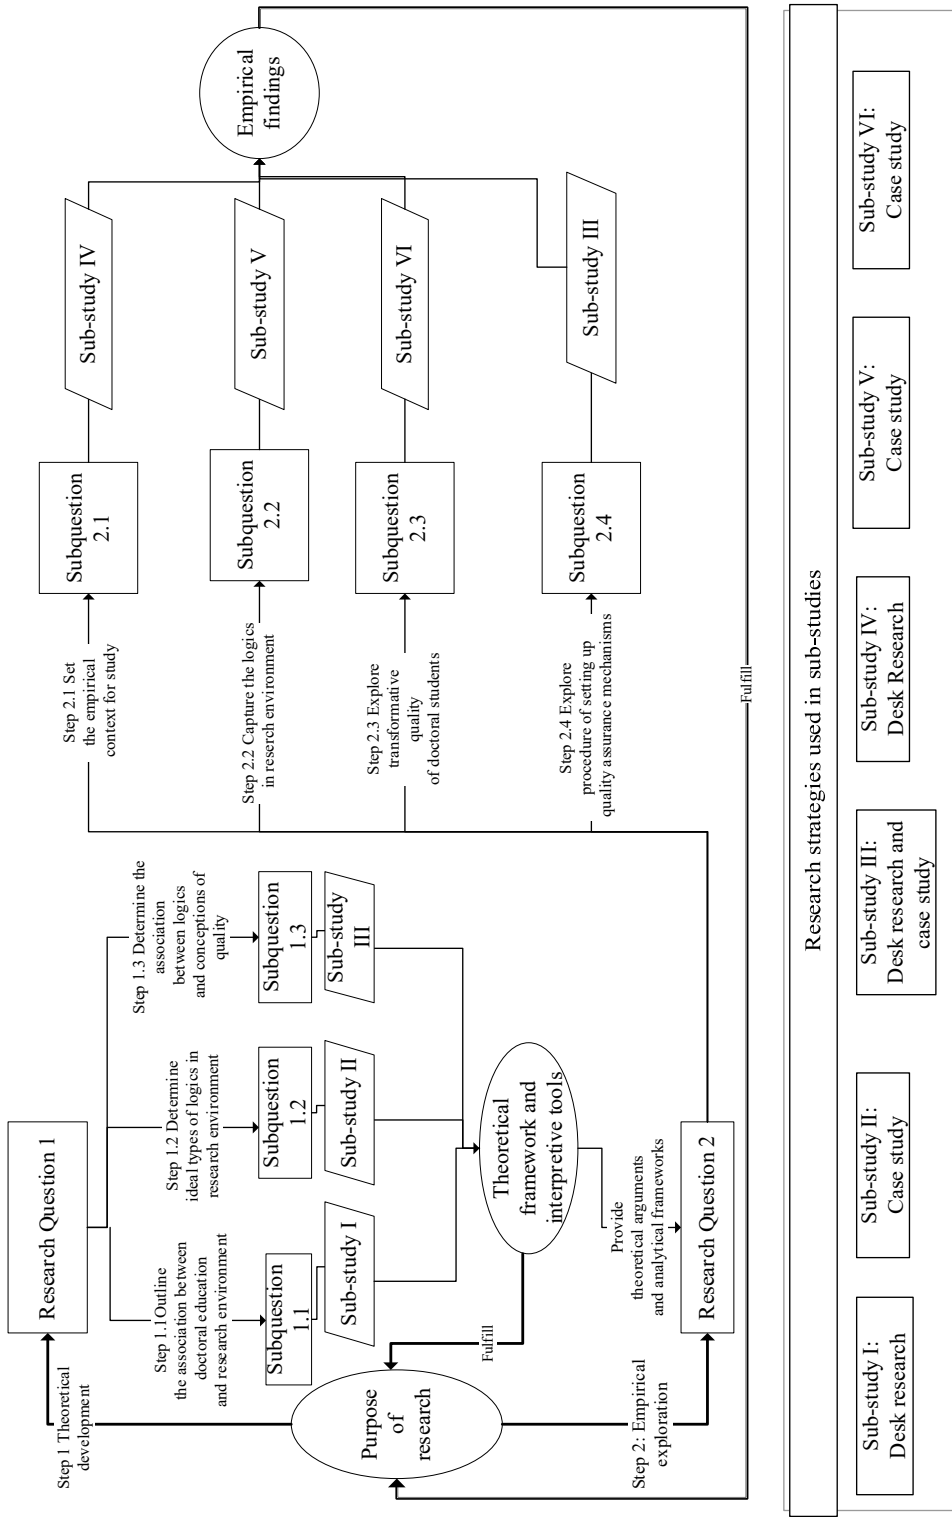 Step 1 Theoretical
development
Research Question 1
Step 1.1Outline
the association between
doctoral education
and research environment
Step 1.2 Determine
ideal types of logics in
research environment
Step 1.3 Determine the
association
between logics
and conceptions of
quality
Subquestion
1.1
Sub-study I
Subquestion
1.2
Sub-study II
Subquestion
1.3
Sub-study
III
Purpose
of
research
Fulfill
Theoretical
framework and
interpretive tools
Provide
theoretical arguments
and analytical frameworks
Step 2: Empirical
exploration
Research Question 2
Step 2.1 Set
the empirical
context for study
Subquestion
2.1
Sub-study IV
Step 2.2 Capture the logics
in reserch environment
Subquestion
2.2
Sub-study V
Step 2.3 Explore
transformative
quality
of doctoral students
Subquestion
2.3
Sub-study VI
Step 2.4 Explore
procedure of setting up
quality assurance mechanisms
Subquestion
2.4
Sub-study III
Empirical
findings
Fulfill
Research strategies used in sub-studies
Sub-study I:
Desk research
Sub-study II:
Case study
Sub-study III:
Desk research and
case study
Sub-study IV:
Desk Research
Sub-study V:
Case study
Sub-study VI:
Case study